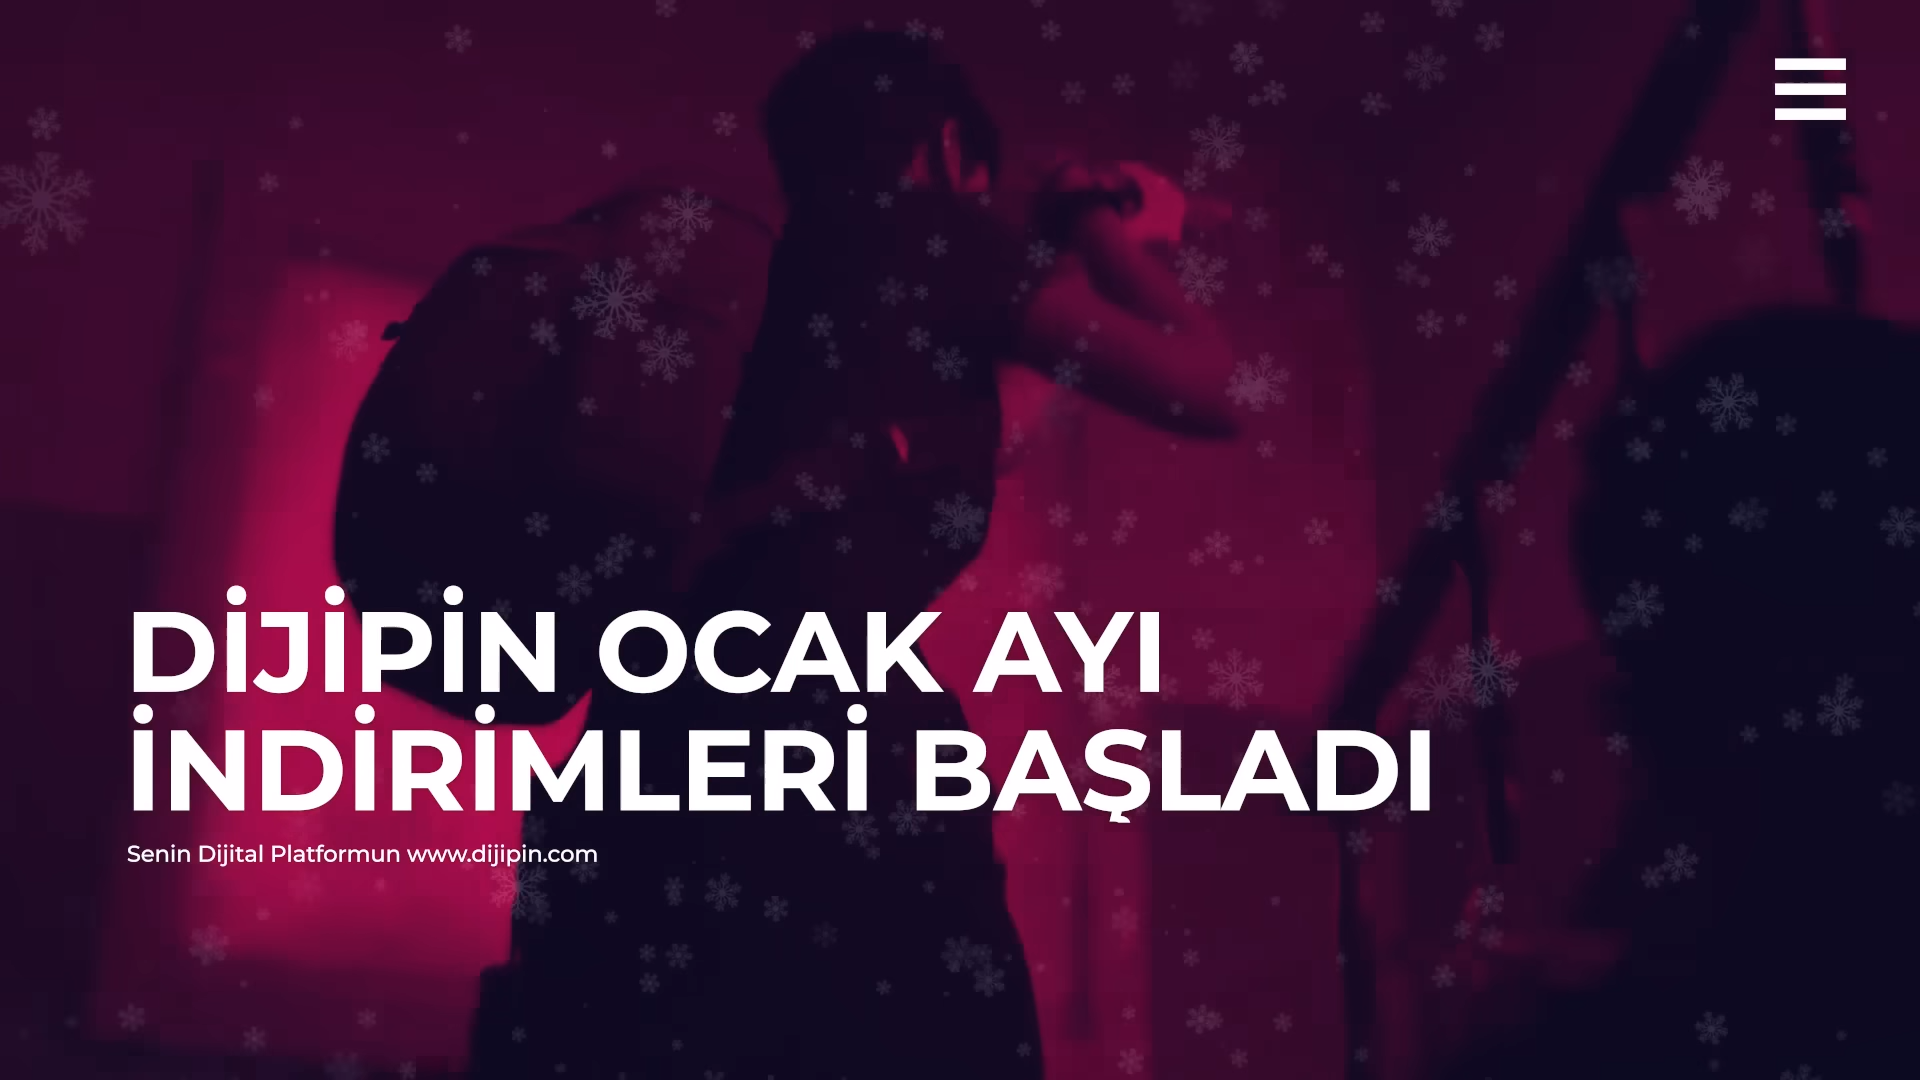 DİJİPİN OCAK AYI
İNDİRİMLERİ BAŞLADI
Senin Dijital Platformun www.dijipin.com